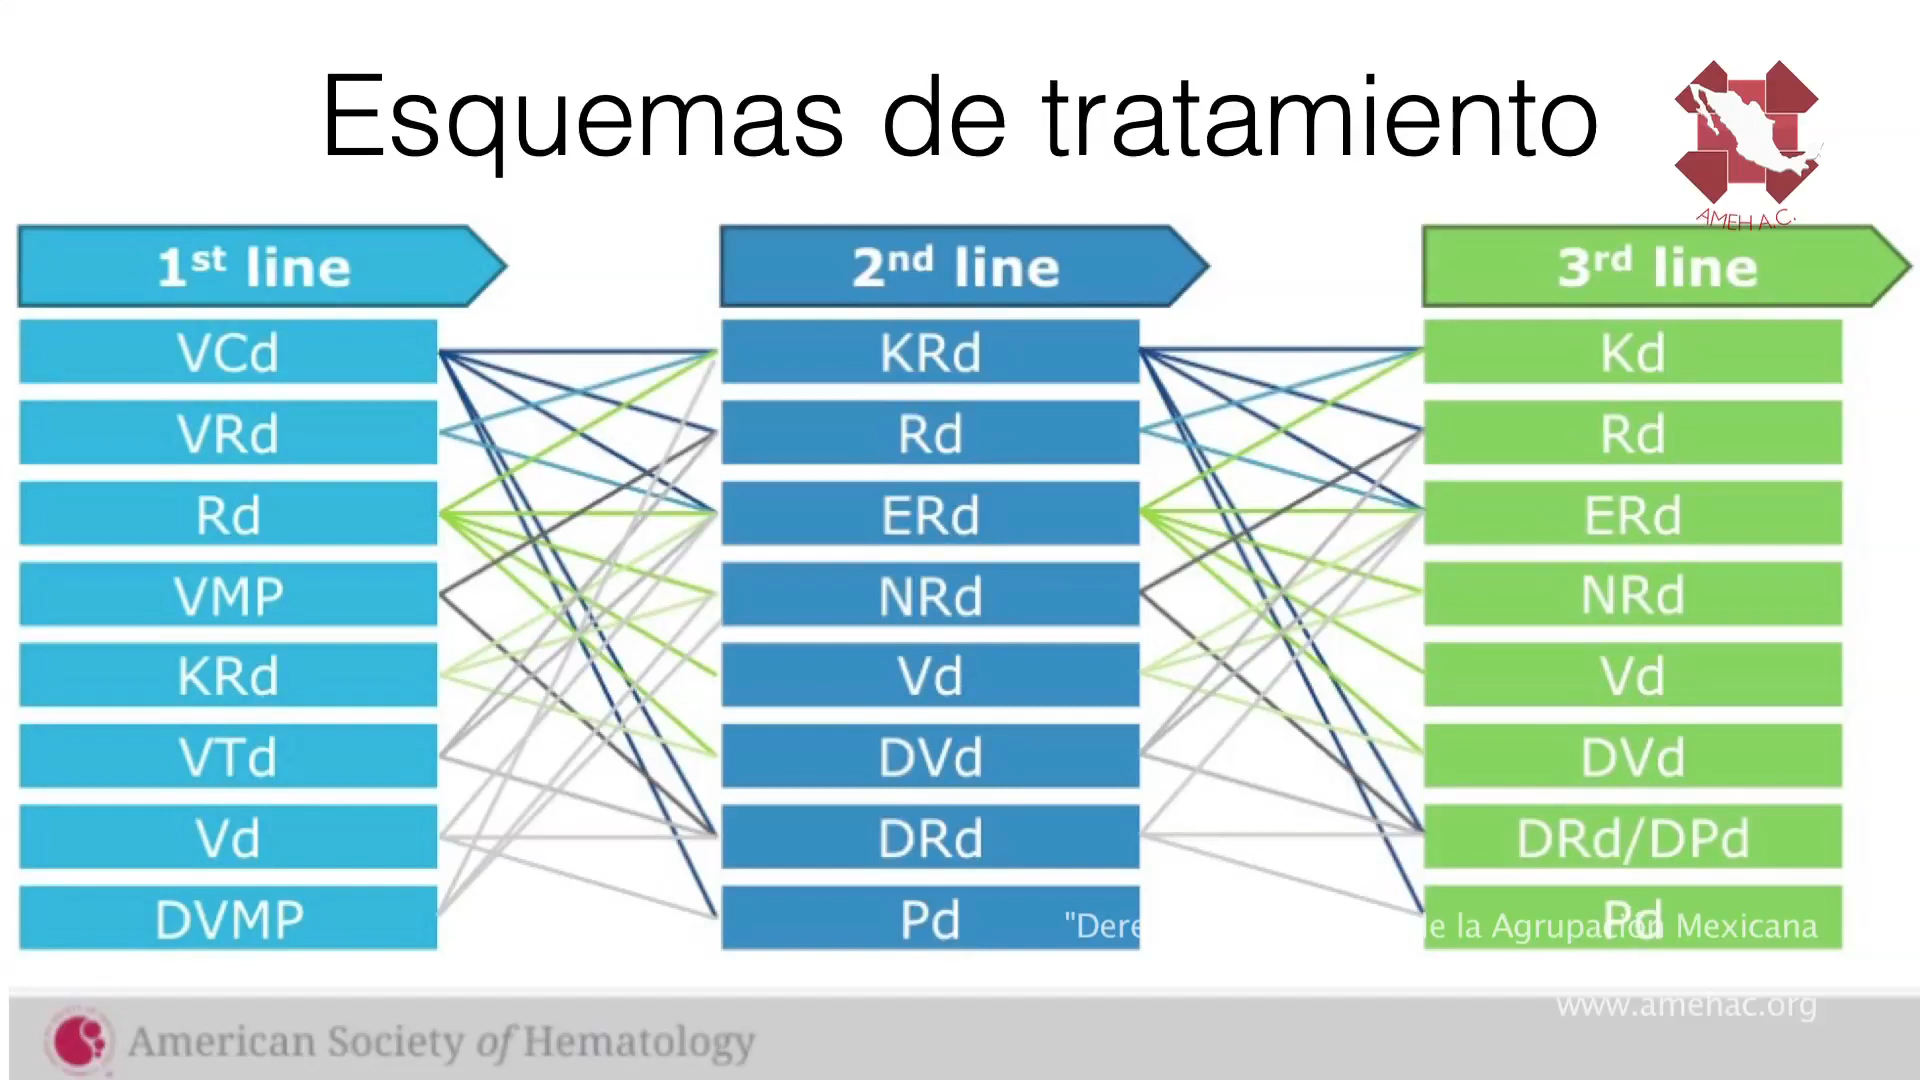 Esquemas de tratamiento
AMEH A.C.
1st line
2nd line
3rd line
VCd
KRd
Kd
VRd
Rd
Rd
Rd
ERd
ERd
VMP
NRd
NRd
KRd
Vd
Vd
VTd
DVd
DVd
Vd
DRd
DRd/DPd
DVMP
Pd
Pd
"Dere e la Agrupación Mexicana
www.amehac.org
American Society of Hematology